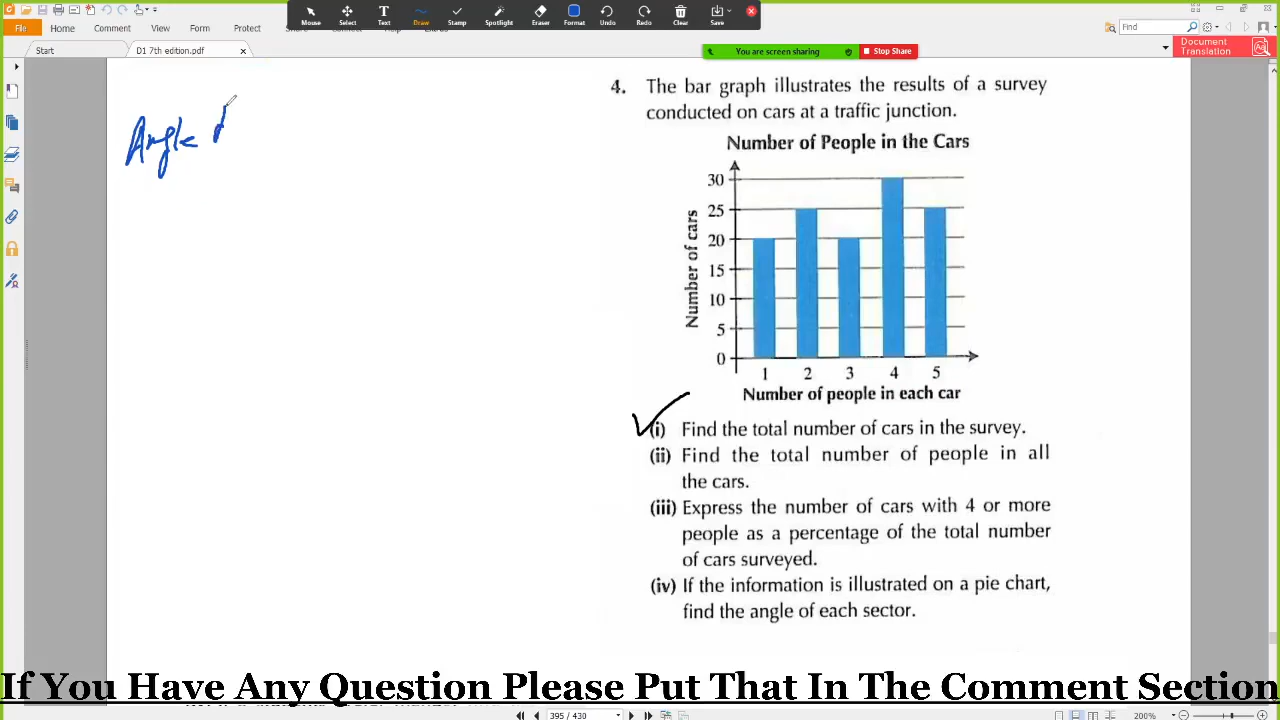 Mouse Select Text Draw Stamp Spotlight Eraser Format Undo Redo Clear Save
File Home Comment View Form Protect Find
Document Translation
Start D1 7th edition.pdf
You are screen sharing Stop Share
Angle
4. The bar graph illustrates the results of a survey
conducted on cars at a traffic junction.
Number of People in the Cars
30
25
20
15
10
5
0
Number of cars
1 2 3 4 5
Number of people in each car
(i) Find the total number of cars in the survey.
(ii) Find the total number of people in all
the cars.
(iii) Express the number of cars with 4 or more
people as a percentage of the total number
of cars surveyed.
(iv) If the information is illustrated on a pie chart,
find the angle of each sector.
If You Have Any Question Please Put That In The Comment Section
395 / 430 200%